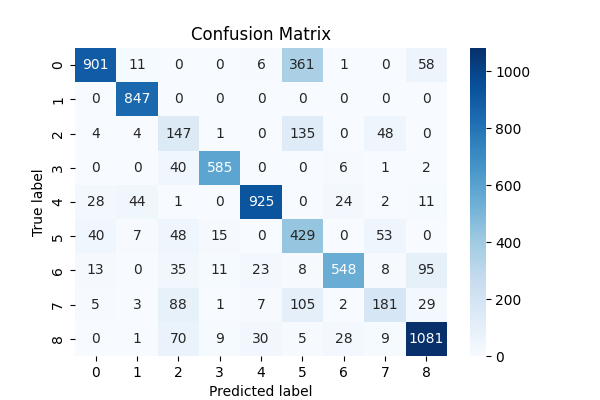 Confusion Matrix
0 901 11 0 0 6 361 1 0 58
1 0 847 0 0 0 0 0 0 0
2 4 4 147 1 0 135 0 48 0
3 0 0 40 585 0 0 6 1 2
4 28 44 1 0 925 0 24 2 11
5 40 7 48 15 0 429 0 53 0
6 13 0 35 11 23 8 548 8 95
7 5 3 88 1 7 105 2 181 29
8 0 1 70 9 30 5 28 9 1081
0 1 2 3 4 5 6 7 8
Predicted label
True label
1000
800
600
400
200
0